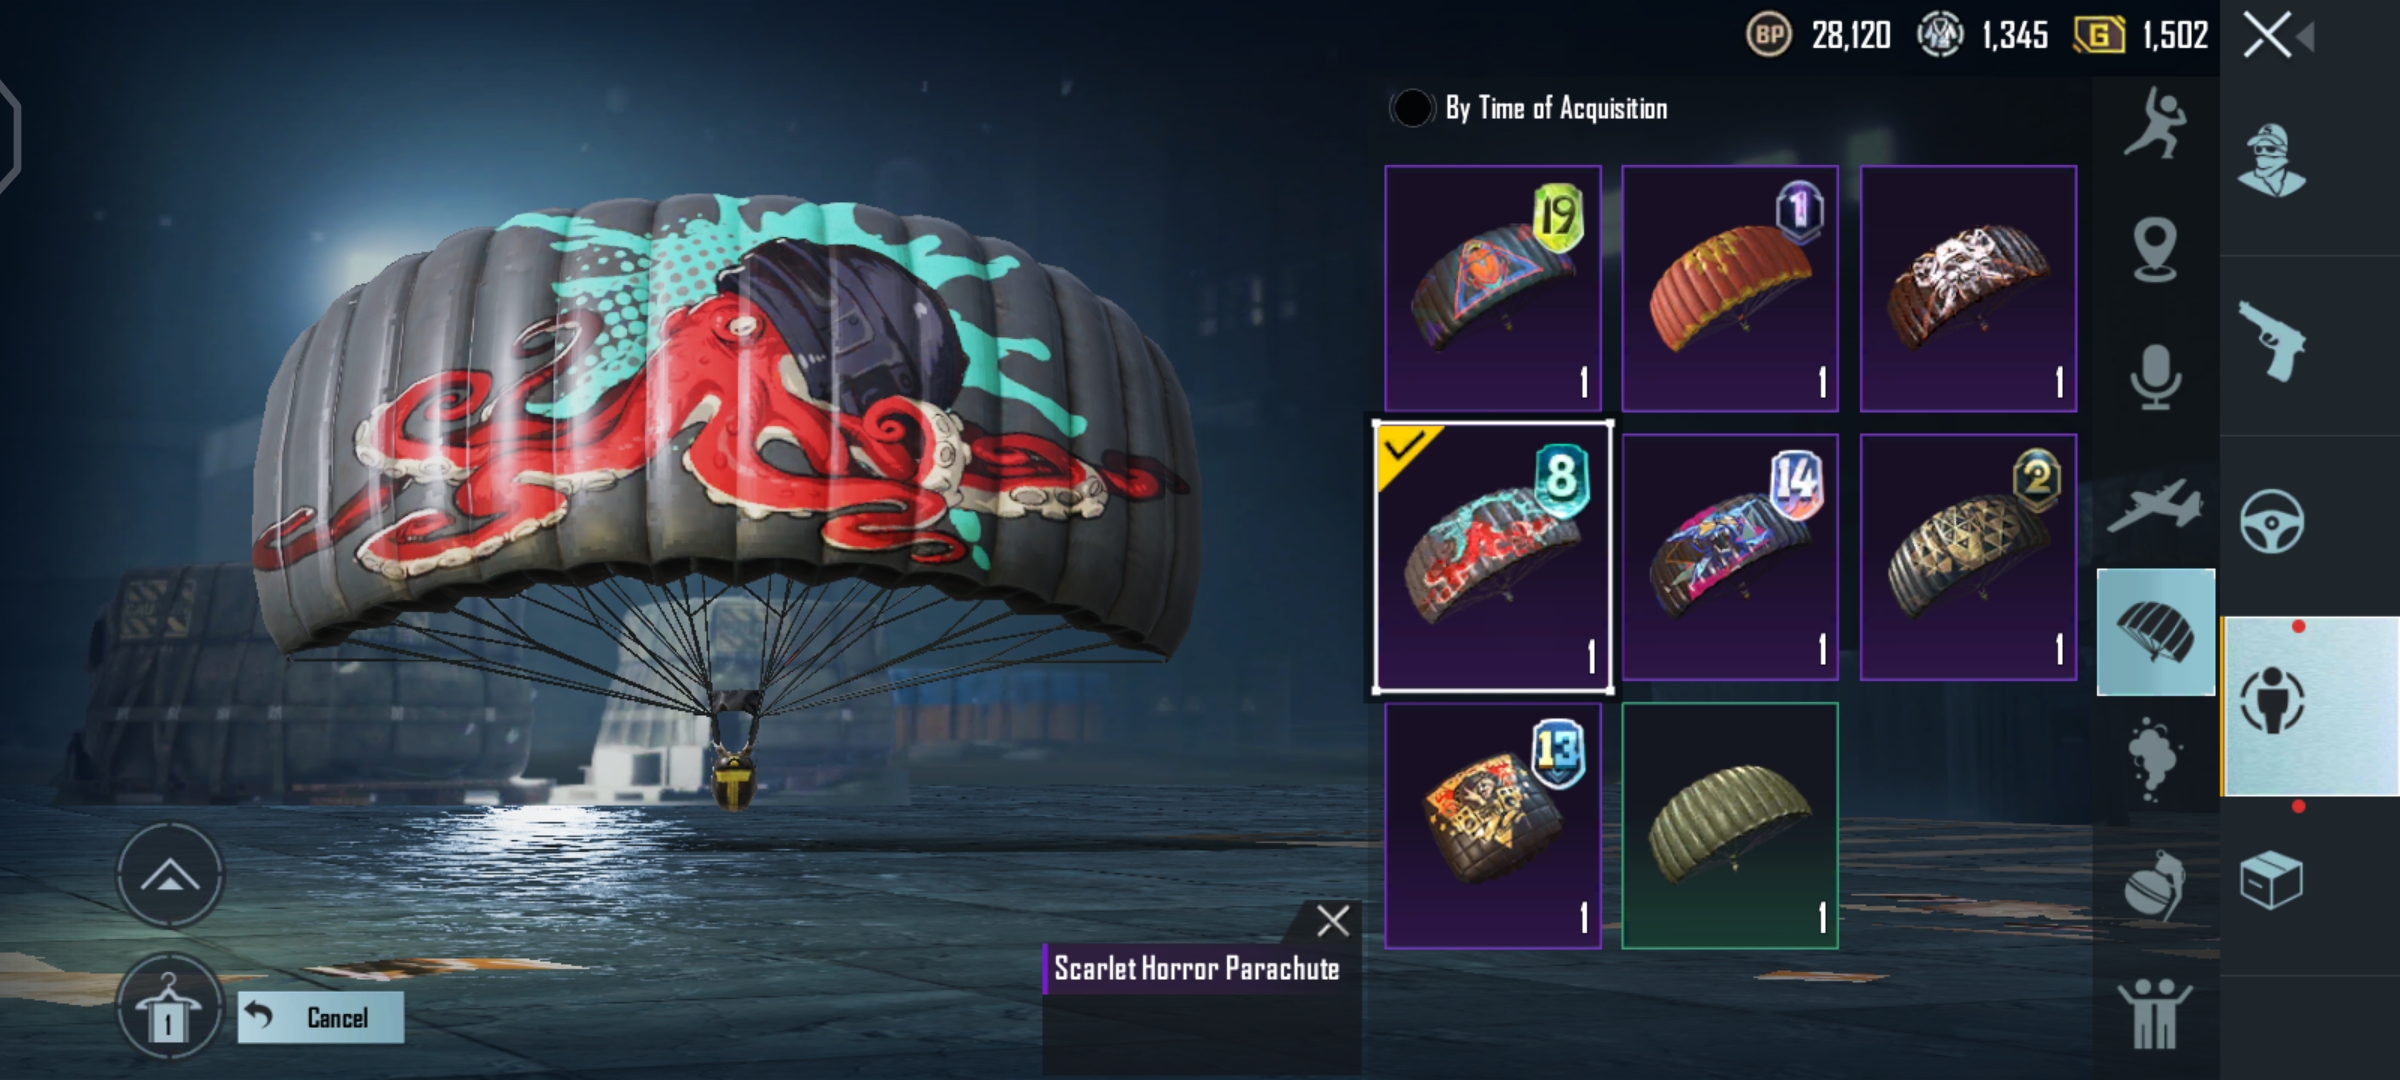 BP 28,120 1,345 G 1,502
By Time of Acquisition
19 1
1 1
1
8 1
14 1
2 1
13 1
1
Scarlet Horror Parachute
1 Cancel